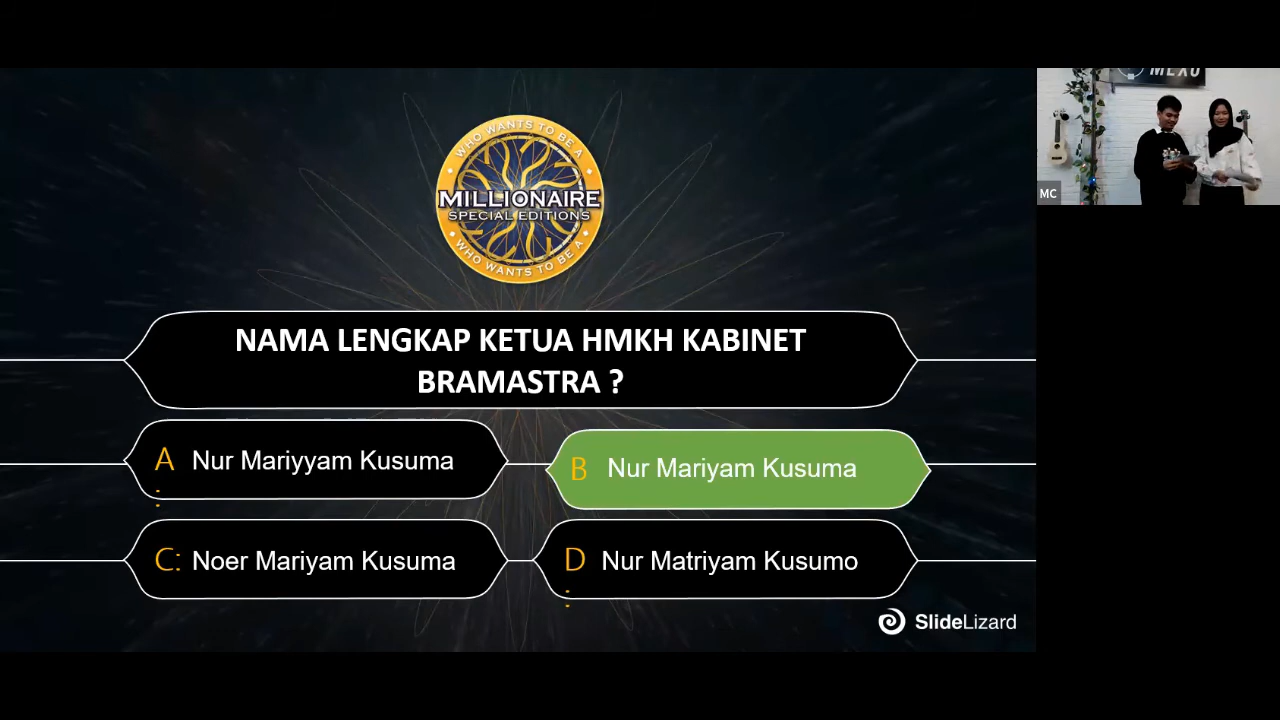 WHO WANTS TO BE A
MILLIONAIRE
SPECIAL EDITIONS
WHO WANTS TO BE A
NAMA LENGKAP KETUA HMKH KABINET
BRAMASTRA ?
A: Nur Mariyyam Kusuma
B Nur Mariyam Kusuma
C: Noer Mariyam Kusuma
D: Nur Matriyam Kusumo
SlideLizard
MC